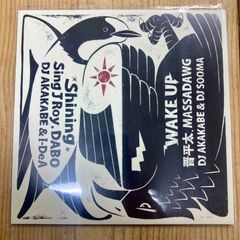 Shining
Sing J Roy, DABO
DJ AKAKABE & I-DeA
WAKE UP
晋平太, MASSADAWG
DJ AKAKABE & DJ SOOMA